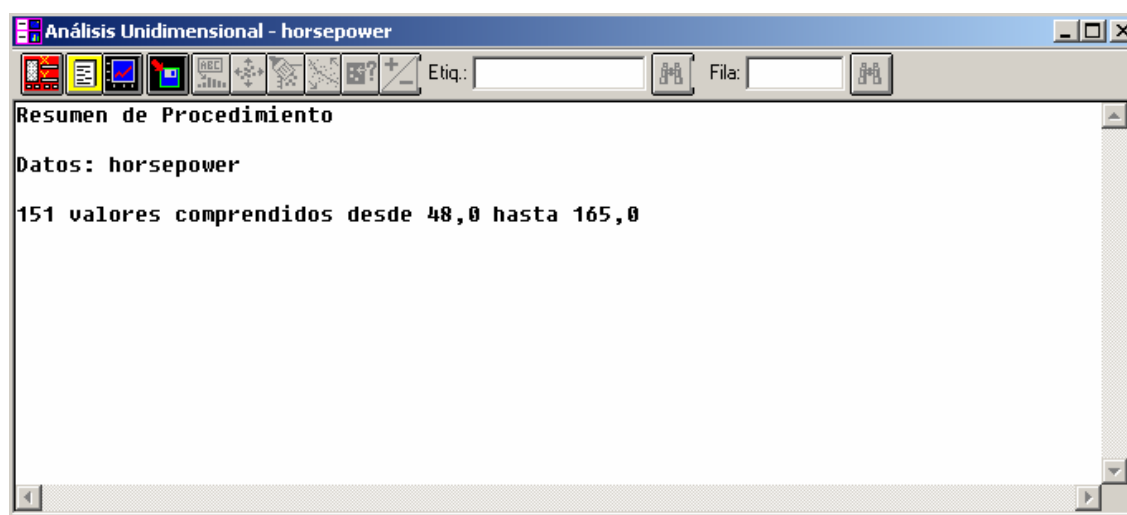 Análisis Unidimensional - horsepower
ABC Etiq.: Fila:
Resumen de Procedimiento
Datos: horsepower
151 valores comprendidos desde 48,0 hasta 165,0